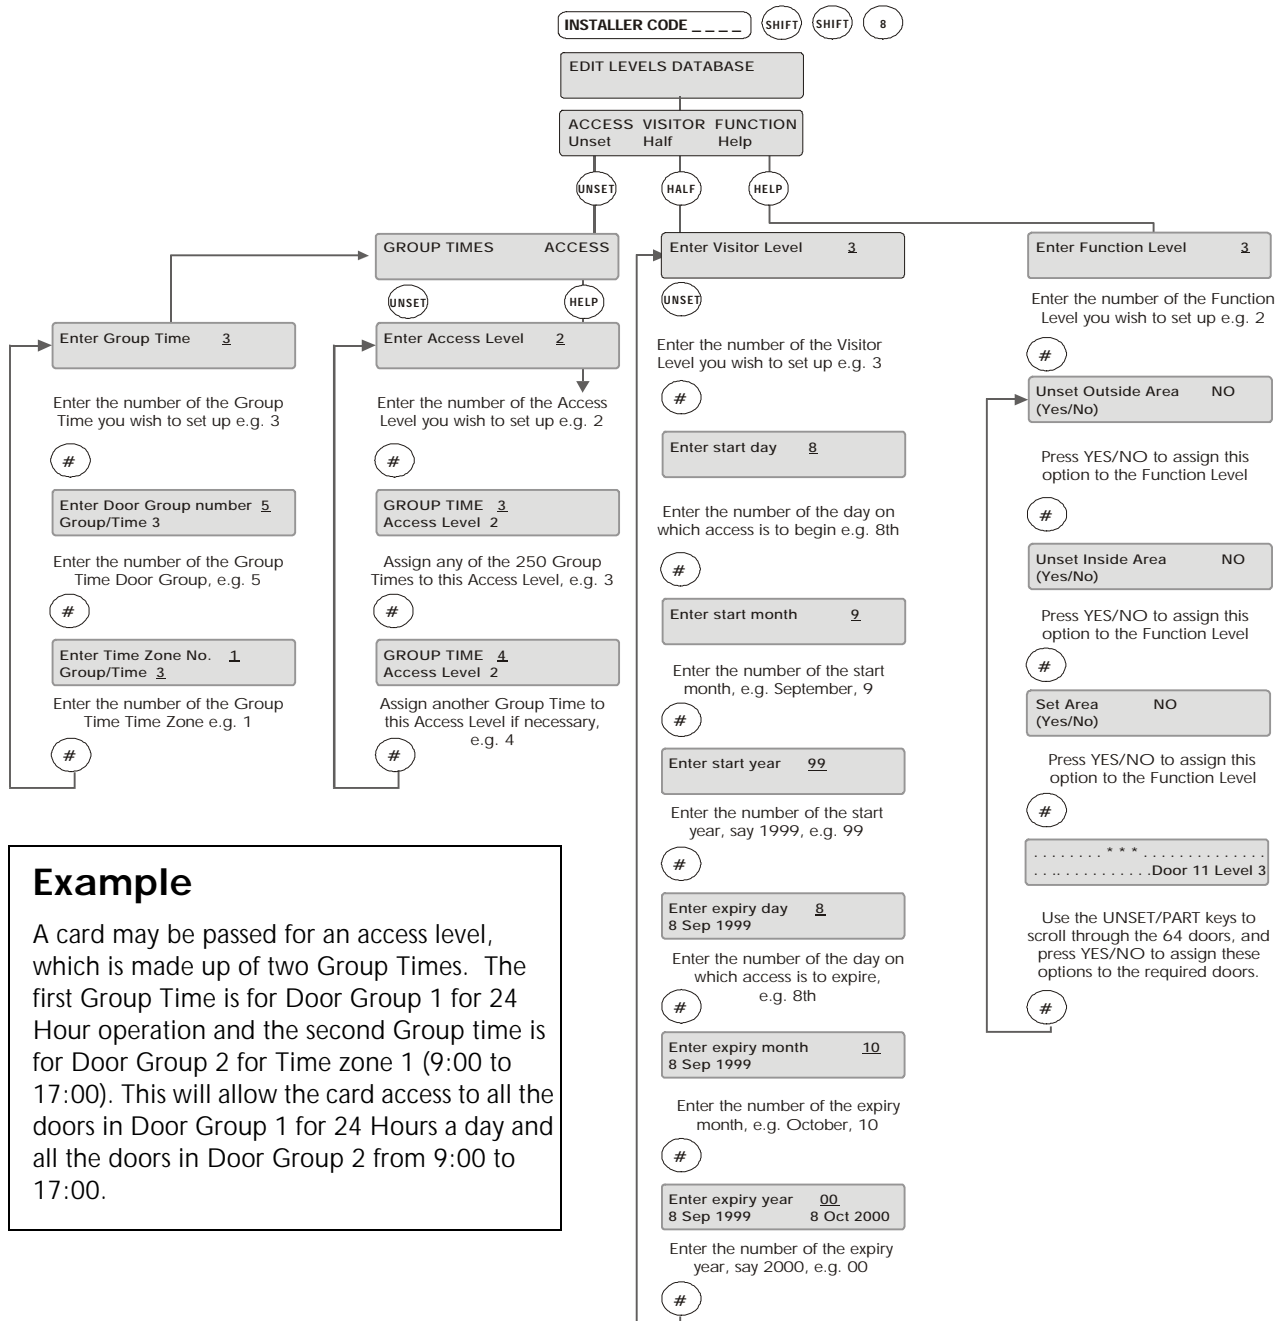 INSTALLER CODE _ _ _ _ SHIFT SHIFT 8
EDIT LEVELS DATABASE
ACCESS VISITOR FUNCTION
Unset Half Help
UNSET HALF HELP
GROUP TIMES ACCESS
UNSET HELP
Enter Group Time 3
Enter the number of the Group
Time you wish to set up e.g. 3
#
Enter Door Group number 5
Group/Time 3
Enter the number of the Group
Time Door Group, e.g. 5
#
Enter Time Zone No. 1
Group/Time 3
Enter the number of the Group
Time Time Zone e.g. 1
#
Enter Access Level 2
Enter the number of the Access
Level you wish to set up e.g. 2
#
GROUP TIME 3
Access Level 2
Assign any of the 250 Group
Times to this Access Level, e.g. 3
#
GROUP TIME 4
Access Level 2
Assign another Group Time to
this Access Level if necessary,
e.g. 4
#
Enter Visitor Level 3
UNSET
Enter the number of the Visitor
Level you wish to set up e.g. 3
#
Enter start day 8
Enter the number of the day on
which access is to begin e.g. 8th
#
Enter start month 9
Enter the number of the start
month, e.g. September, 9
#
Enter start year 99
Enter the number of the start
year, say 1999, e.g. 99
#
Enter expiry day 8
8 Sep 1999
Enter the number of the day on
which access is to expire,
e.g. 8th
#
Enter expiry month 10
8 Sep 1999
Enter the number of the expiry
month, e.g. October, 10
#
Enter expiry year 00
8 Sep 1999 8 Oct 2000
Enter the number of the expiry
year, say 2000, e.g. 00
#
Enter Function Level 3
Enter the number of the Function
Level you wish to set up e.g. 2
#
Unset Outside Area NO
(Yes/No)
Press YES/NO to assign this
option to the Function Level
#
Unset Inside Area NO
(Yes/No)
Press YES/NO to assign this
option to the Function Level
#
Set Area NO
(Yes/No)
Press YES/NO to assign this
option to the Function Level
#
. . . . . . . . * * * . . . . . . . . . . . . . .
. . .. . . . . . . . . . .Door 11 Level 3
Use the UNSET/PART keys to
scroll through the 64 doors, and
press YES/NO to assign these
options to the required doors.
#
Example
A card may be passed for an access level,
which is made up of two Group Times. The
first Group Time is for Door Group 1 for 24
Hour operation and the second Group time is
for Door Group 2 for Time zone 1 (9:00 to
17:00). This will allow the card access to all the
doors in Door Group 1 for 24 Hours a day and
all the doors in Door Group 2 from 9:00 to
17:00.